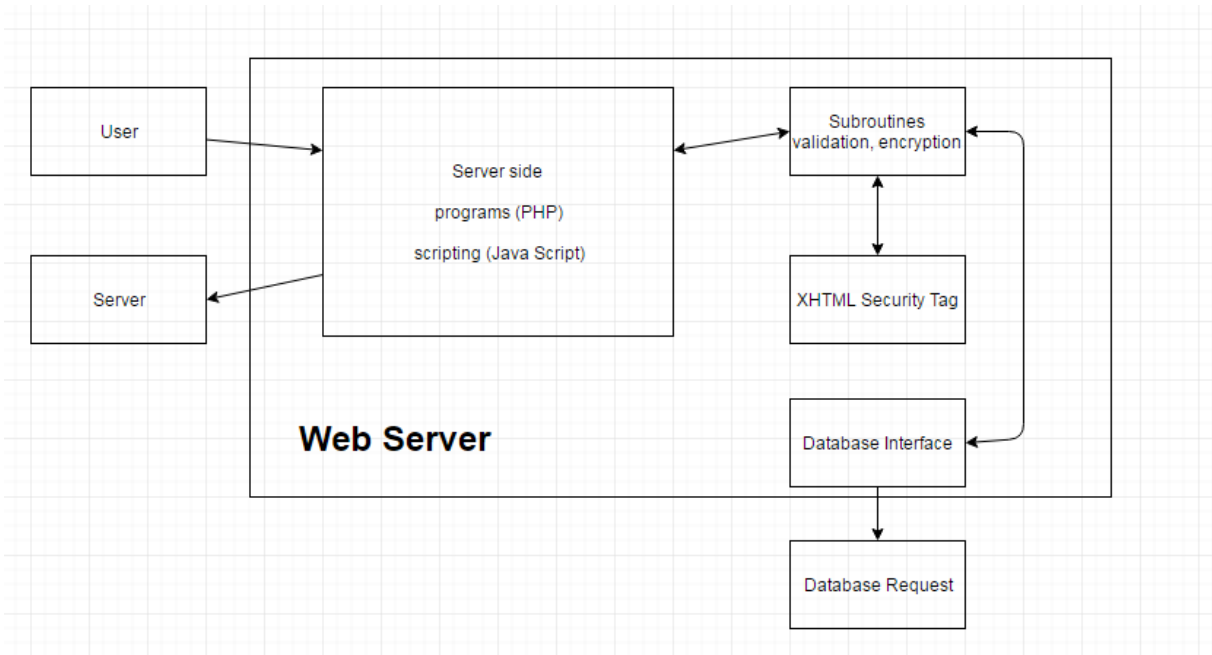 User
Server side
programs (PHP)
scripting (Java Script)
Subroutines
validation, encryption
Server
XHTML Security Tag
Web Server
Database Interface
Database Request